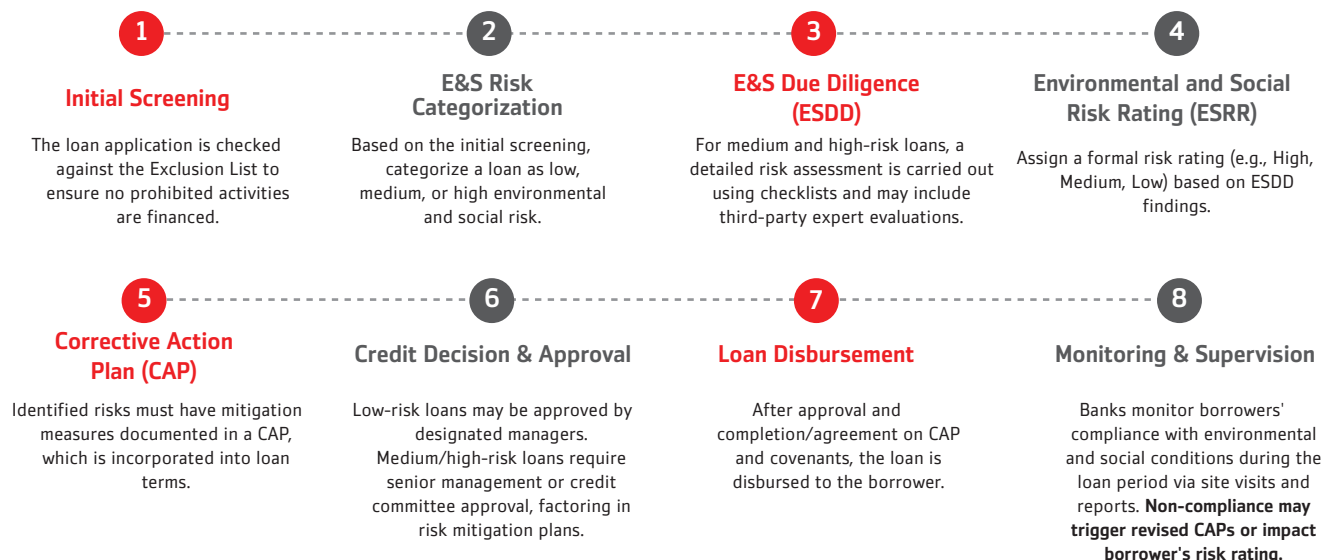 1
Initial Screening
The loan application is checked
against the Exclusion List to
ensure no prohibited activities
are financed.
2
E&S Risk
Categorization
Based on the initial screening,
categorize a loan as low,
medium, or high environmental
and social risk.
3
E&S Due Diligence
(ESDD)
For medium and high-risk loans, a
detailed risk assessment is carried out
using checklists and may include
third-party expert evaluations.
4
Environmental and Social
Risk Rating (ESRR)
Assign a formal risk rating (e.g., High,
Medium, Low) based on ESDD
findings.
5
Corrective Action
Plan (CAP)
Identified risks must have mitigation
measures documented in a CAP,
which is incorporated into loan
terms.
6
Credit Decision & Approval
Low-risk loans may be approved by
designated managers.
Medium/high-risk loans require
senior management or credit
committee approval, factoring in
risk mitigation plans.
7
Loan Disbursement
After approval and
completion/agreement on CAP
and covenants, the loan is
disbursed to the borrower.
8
Monitoring & Supervision
Banks monitor borrowers'
compliance with environmental
and social conditions during the
loan period via site visits and
reports. Non-compliance may
trigger revised CAPs or impact
borrower's risk rating.